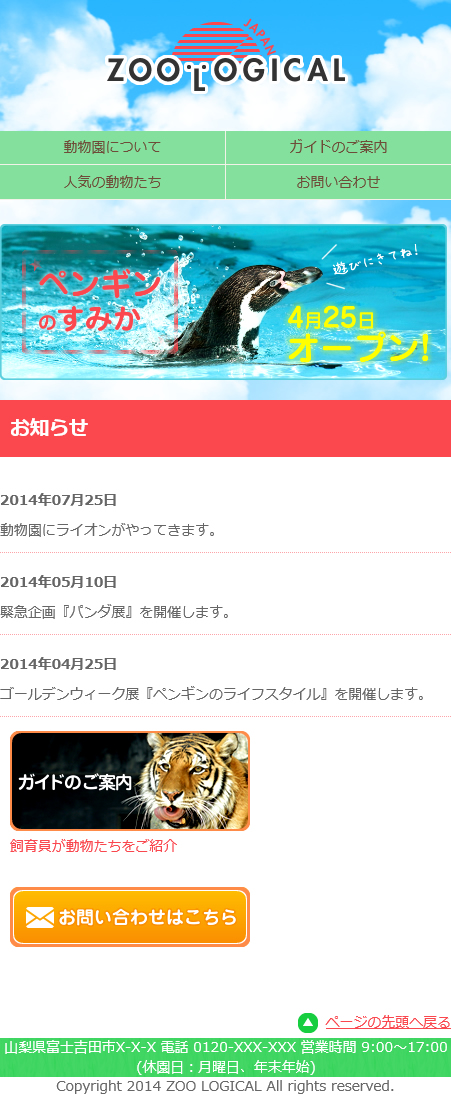 JAPAN
ZOO LOGICAL
動物園について
ガイドのご案内
人気の動物たち
お問い合わせ
ペンギン
のすみか
遊びにきてね!
4月25日
オープン!
お知らせ
2014年07月25日
動物園にライオンがやってきます。
2014年05月10日
緊急企画『パンダ展』を開催します。
2014年04月25日
ゴールデンウィーク展『ペンギンのライフスタイル』を開催します。
ガイドのご案内
飼育員が動物たちをご紹介
お問い合わせはこちら
ページの先頭へ戻る
山梨県富士吉田市X-X-X 電話 0120-XXX-XXX 営業時間 9:00～17:00
(休園日：月曜日、年末年始)
Copyright 2014 ZOO LOGICAL All rights reserved.